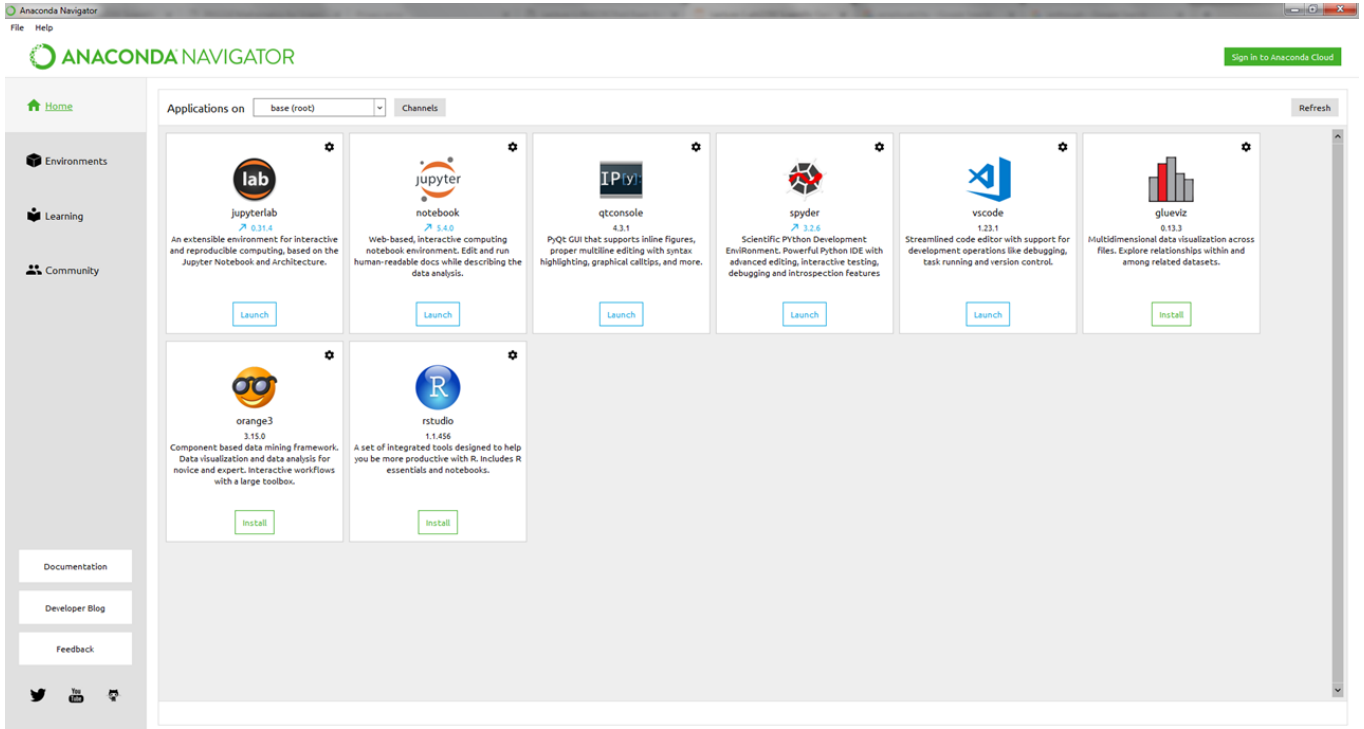 Anaconda Navigator
File Help
ANACONDA NAVIGATOR
Sign in to Anaconda Cloud
Home
Environments
Learning
Community
Documentation
Developer Blog
Feedback
You
Tube
Applications on base (root) Channels Refresh
lab
jupyterlab
0.31.4
An extensible environment for interactive
and reproducible computing, based on the
Jupyter Notebook and Architecture.
Launch
jupyter
notebook
5.4.0
Web-based, interactive computing
notebook environment. Edit and run
human-readable docs while describing the
data analysis.
Launch
IP[y]:
qtconsole
4.3.1
PyQt GUI that supports inline figures,
proper multiline editing with syntax
highlighting, graphical calltips, and more.
Launch
spyder
3.2.6
Scientific PYthon Development
EnviRonment. Powerful Python IDE with
advanced editing, interactive testing,
debugging and introspection features
Launch
vscode
1.23.1
Streamlined code editor with support for
development operations like debugging,
task running and version control.
Launch
glueviz
0.13.3
Multidimensional data visualization across
files. Explore relationships within and
among related datasets.
Install
orange3
3.15.0
Component based data mining framework.
Data visualization and data analysis for
novice and expert. Interactive workflows
with a large toolbox.
Install
R
rstudio
1.1.456
A set of integrated tools designed to help
you be more productive with R. Includes R
essentials and notebooks.
Install